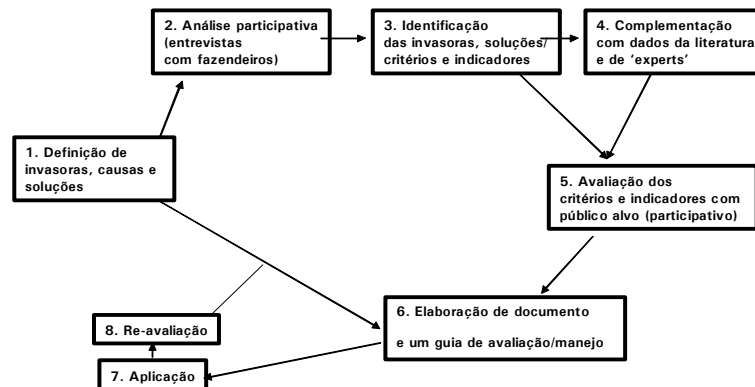 2. Análise participativa
(entrevistas
com fazendeiros)
3. Identificação
das invasoras, soluções/
critérios e indicadores
4. Complementação
com dados da literatura
e de ‘experts’
1. Definição de
invasoras, causas e
soluções
5. Avaliação dos
critérios e indicadores com
público alvo (participativo)
6. Elaboração de documento
e um guia de avaliação/manejo
8. Re-avaliação
7. Aplicação